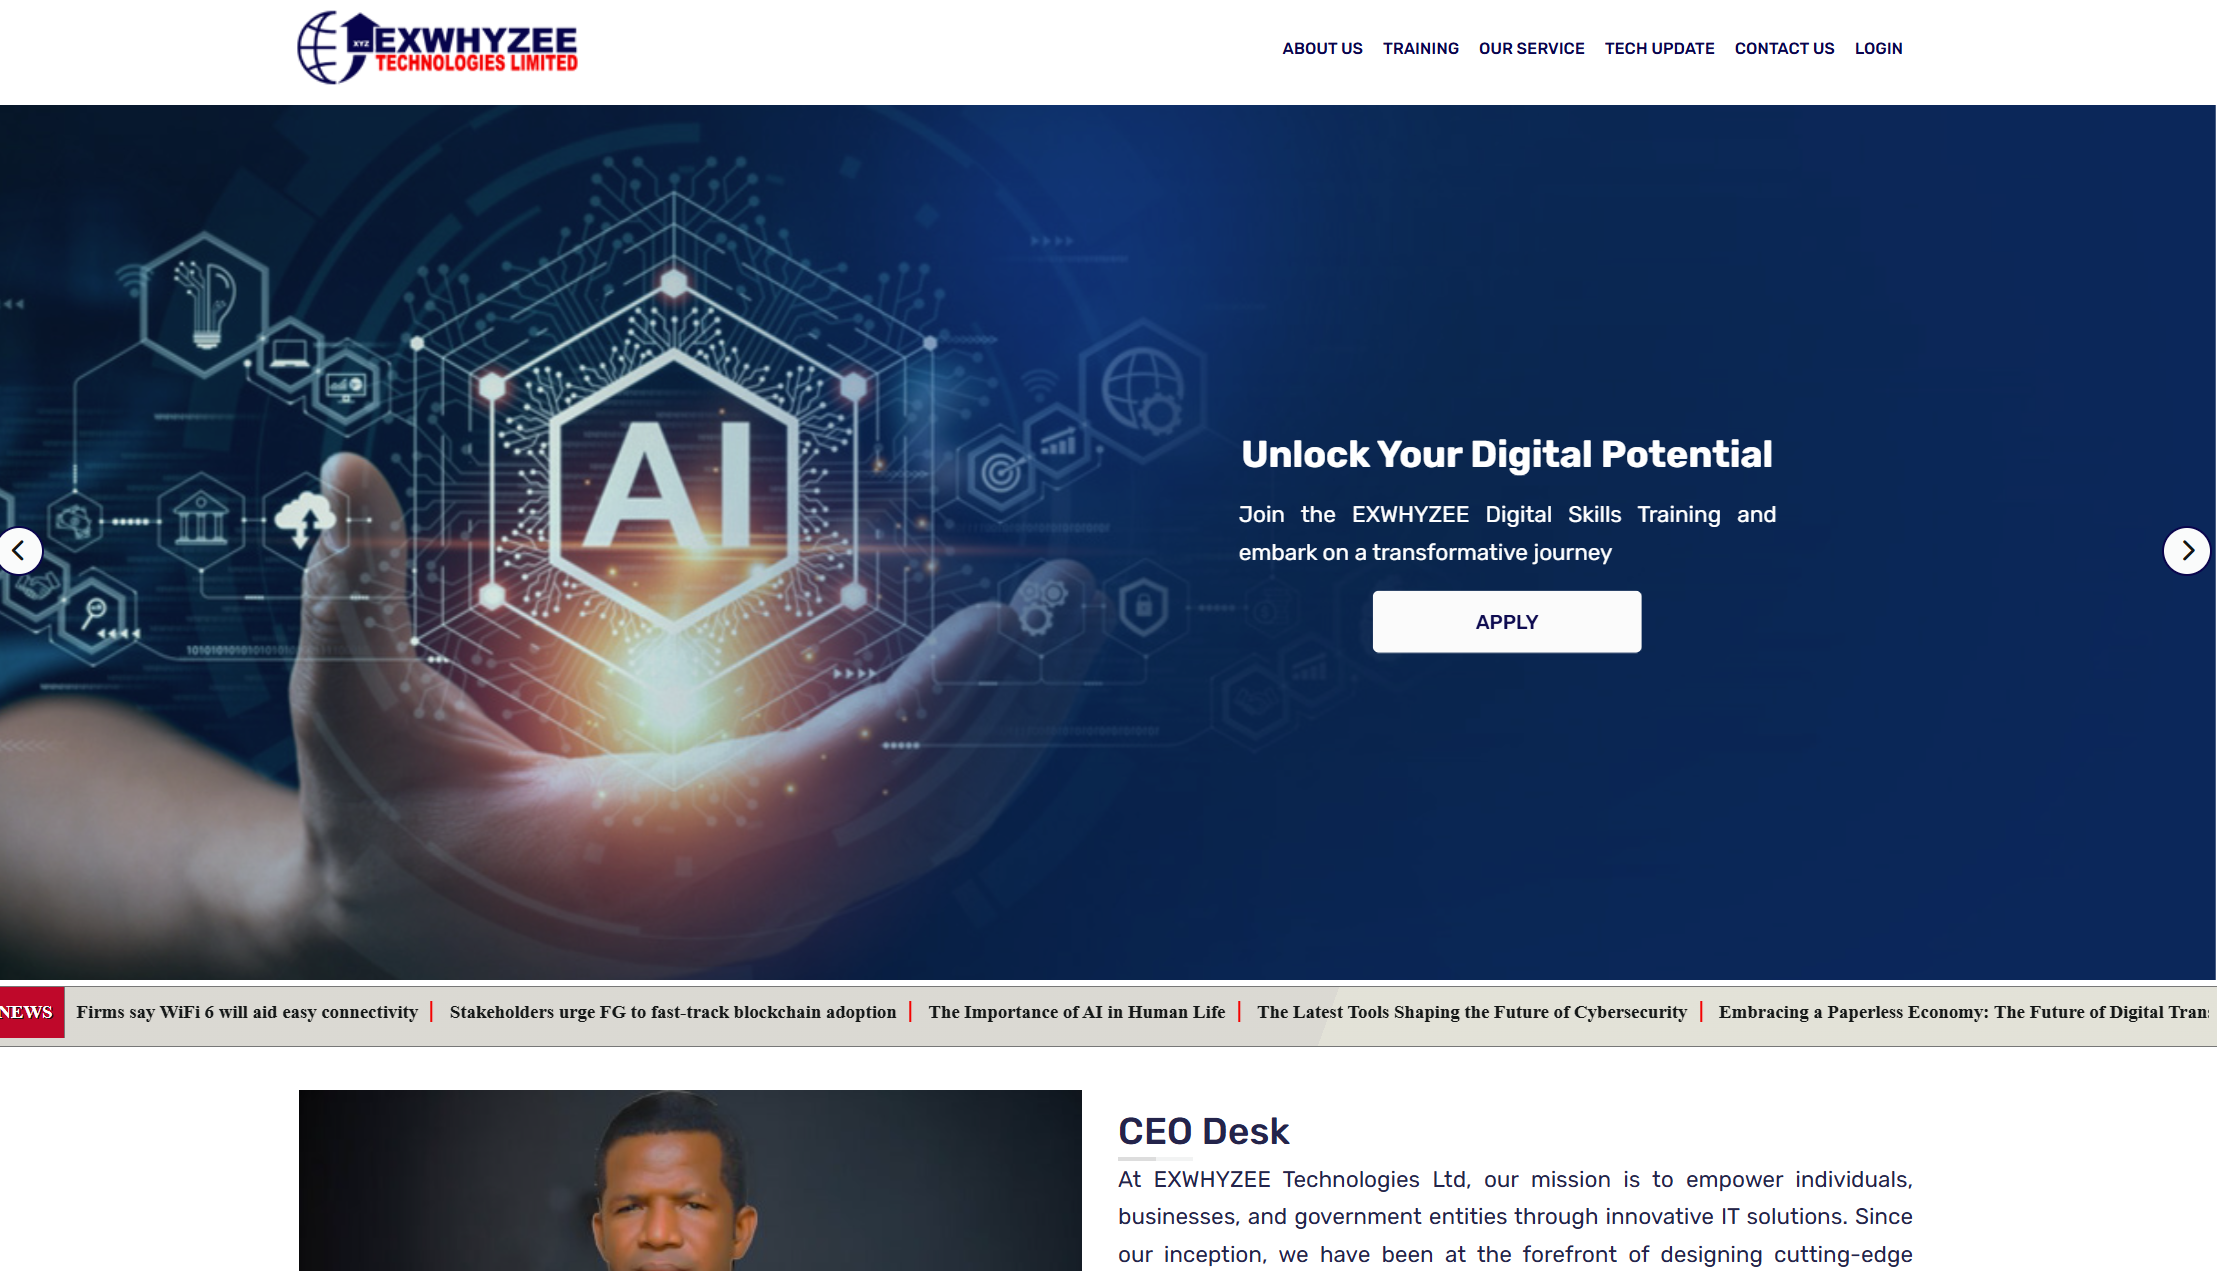 XYZ
EXWHYZEE
TECHNOLOGIES LIMITED
ABOUT US TRAINING OUR SERVICE TECH UPDATE CONTACT US LOGIN
AI
Unlock Your Digital Potential
Join the EXWHYZEE Digital Skills Training and
embark on a transformative journey
APPLY
NEWS Firms say WiFi 6 will aid easy connectivity | Stakeholders urge FG to fast-track blockchain adoption | The Importance of AI in Human Life | The Latest Tools Shaping the Future of Cybersecurity | Embracing a Paperless Economy: The Future of Digital Tran
CEO Desk
At EXWHYZEE Technologies Ltd, our mission is to empower individuals,
businesses, and government entities through innovative IT solutions. Since
our inception, we have been at the forefront of designing cutting-edge